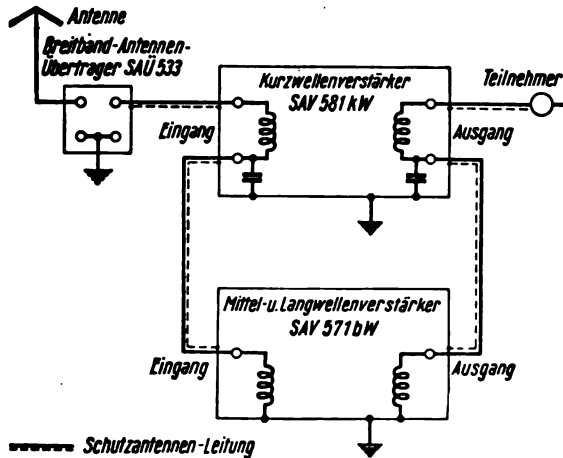 Antenne
Breitband-Antennen-
Übertrager SAÜ 533
Kurzwellenverstärker
SAV 581 kW
Teilnehmer
Eingang
Ausgang
Mittel-u. Langwellenverstärker
SAV 571 bW
Eingang
Ausgang
Schutzantennen-Leitung